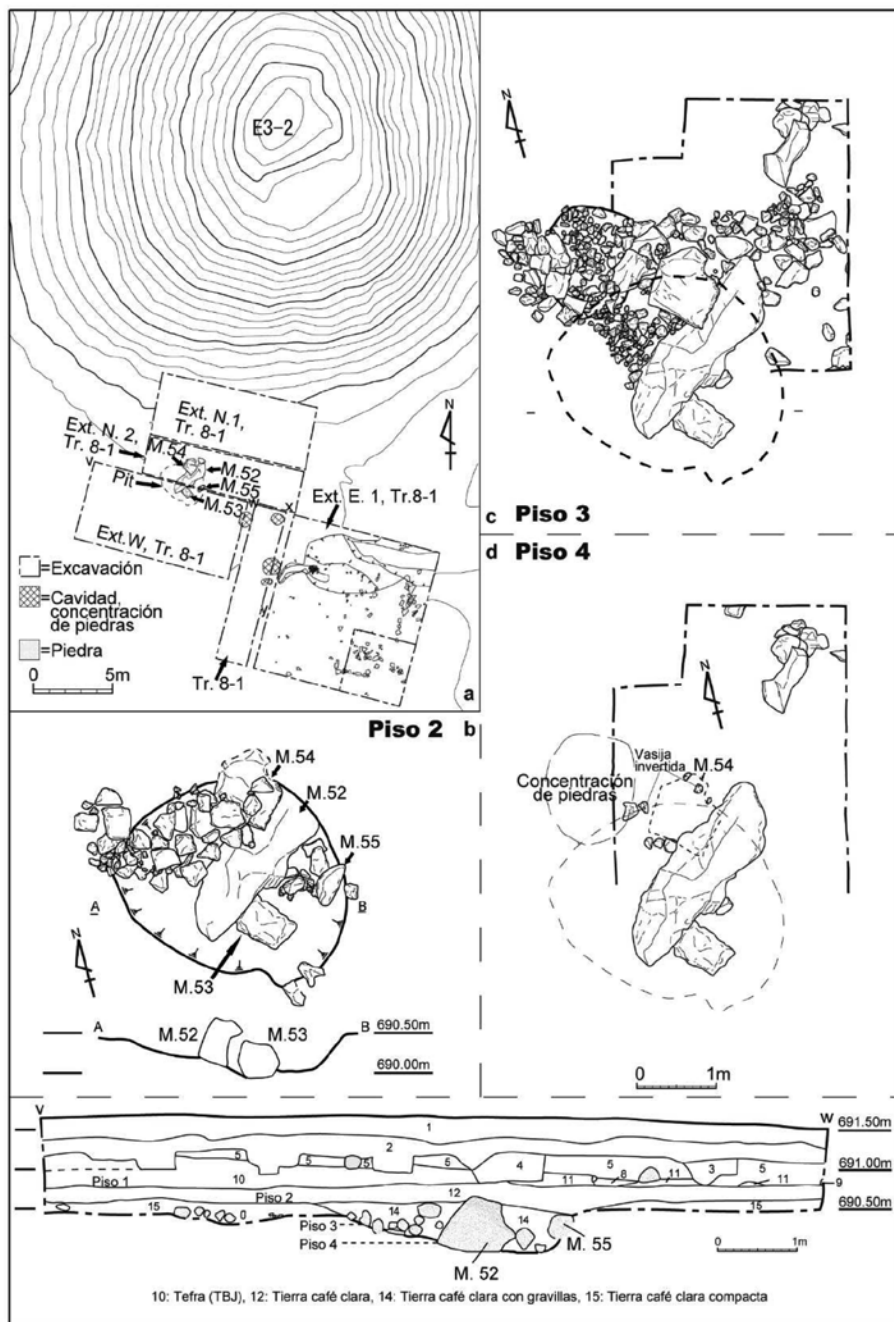 E3-2
N
Ext. N.1,
Tr. 8-1
Ext. N. 2,
Tr. 8-1
M.54
M.52
V
Pit
M.55
M.53
X
Ext. E. 1, Tr.8-1
Ext.W, Tr. 8-1
=Excavación
=Cavidad,
concentración
de piedras
=Piedra
0 5m
Tr. 8-1
a
N
c Piso 3
d Piso 4
N
Vasija
invertida
M.54
Concentración
de piedras
0 1m
Piso 2 b
M.54
M.52
M.55
A B
N
M.53
A M.52 M.53 B 690.50m
690.00m
V W
1 691.50m
2
5 5 5 5 4 5 3 5 691.00m
Piso 1 10 11 8 11 11 9
Piso 2 12 690.50m
15 14 14 15
Piso 3
Piso 4
M. 55
M. 52
0 1m
10: Tefra (TBJ), 12: Tierra café clara, 14: Tierra café clara con gravillas, 15: Tierra café clara compacta